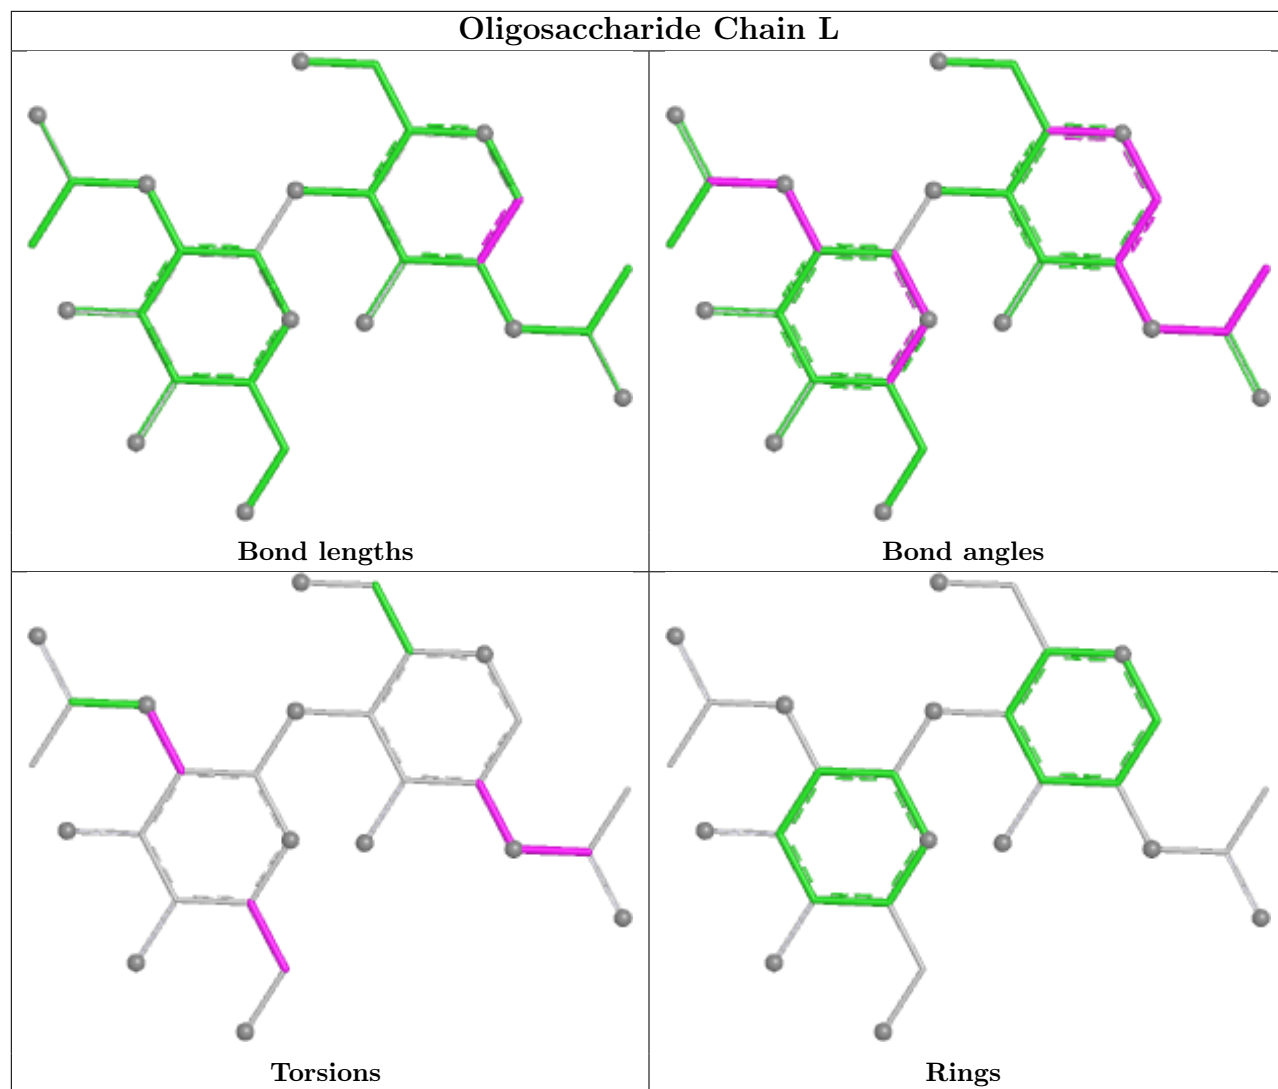 Oligosaccharide Chain L
Bond lengths
Bond angles
Torsions
Rings